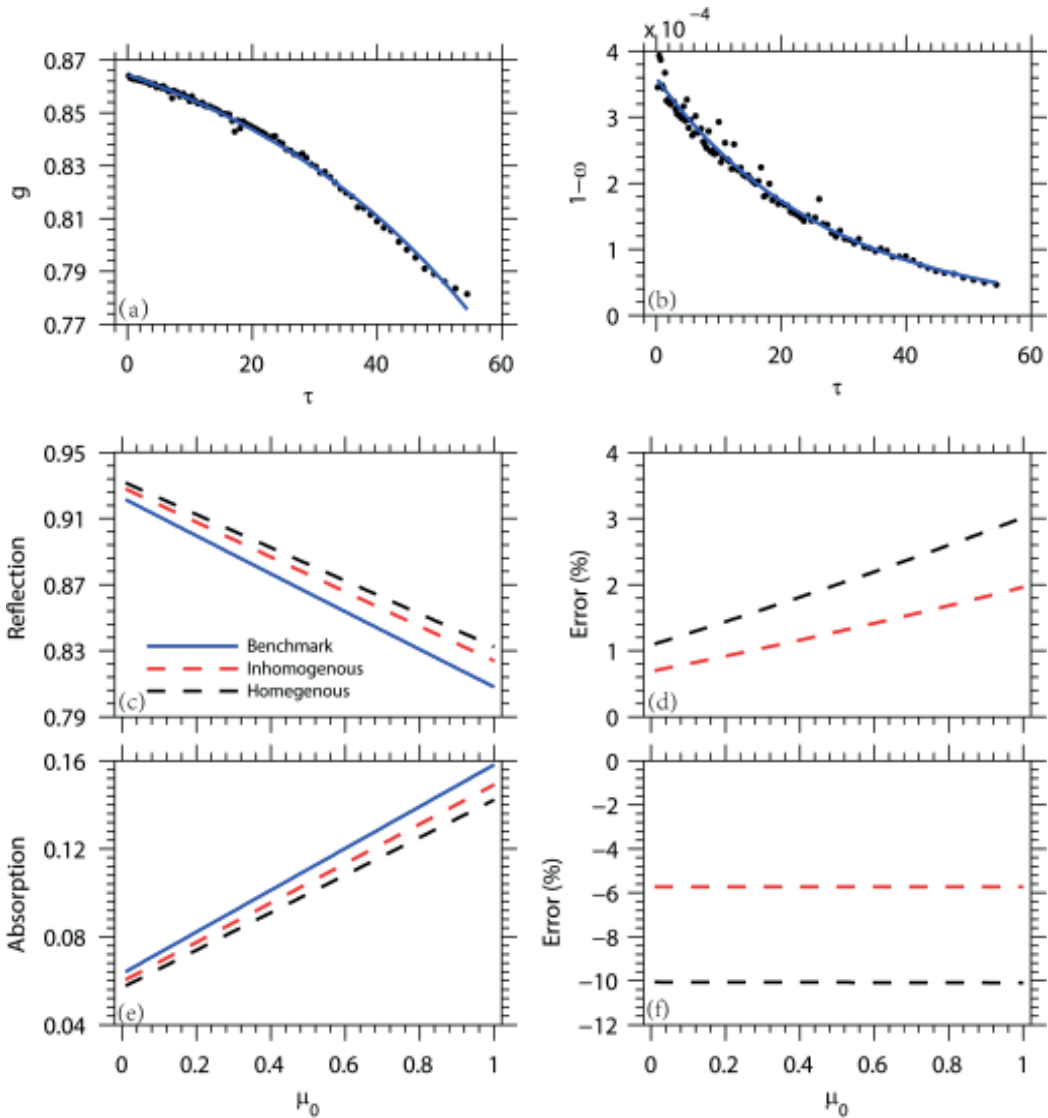 x 10 −4
0.87
0.85
0.83
0.81
0.79
0.77
g
(a)
0 20 40 60
τ
4
3
2
1
0
1−ω
(b)
0 20 40 60
τ
0.95
0.91
0.87
0.83
0.79
Reflection
Benchmark
Inhomogenous
Homegenous
(c)
4
3
2
1
0
Error (%)
(d)
0.16
0.12
0.08
0.04
Absorption
(e)
0 0.2 0.4 0.6 0.8 1
μ0
0
−2
−4
−6
−8
−10
−12
Error (%)
(f)
0 0.2 0.4 0.6 0.8 1
μ0